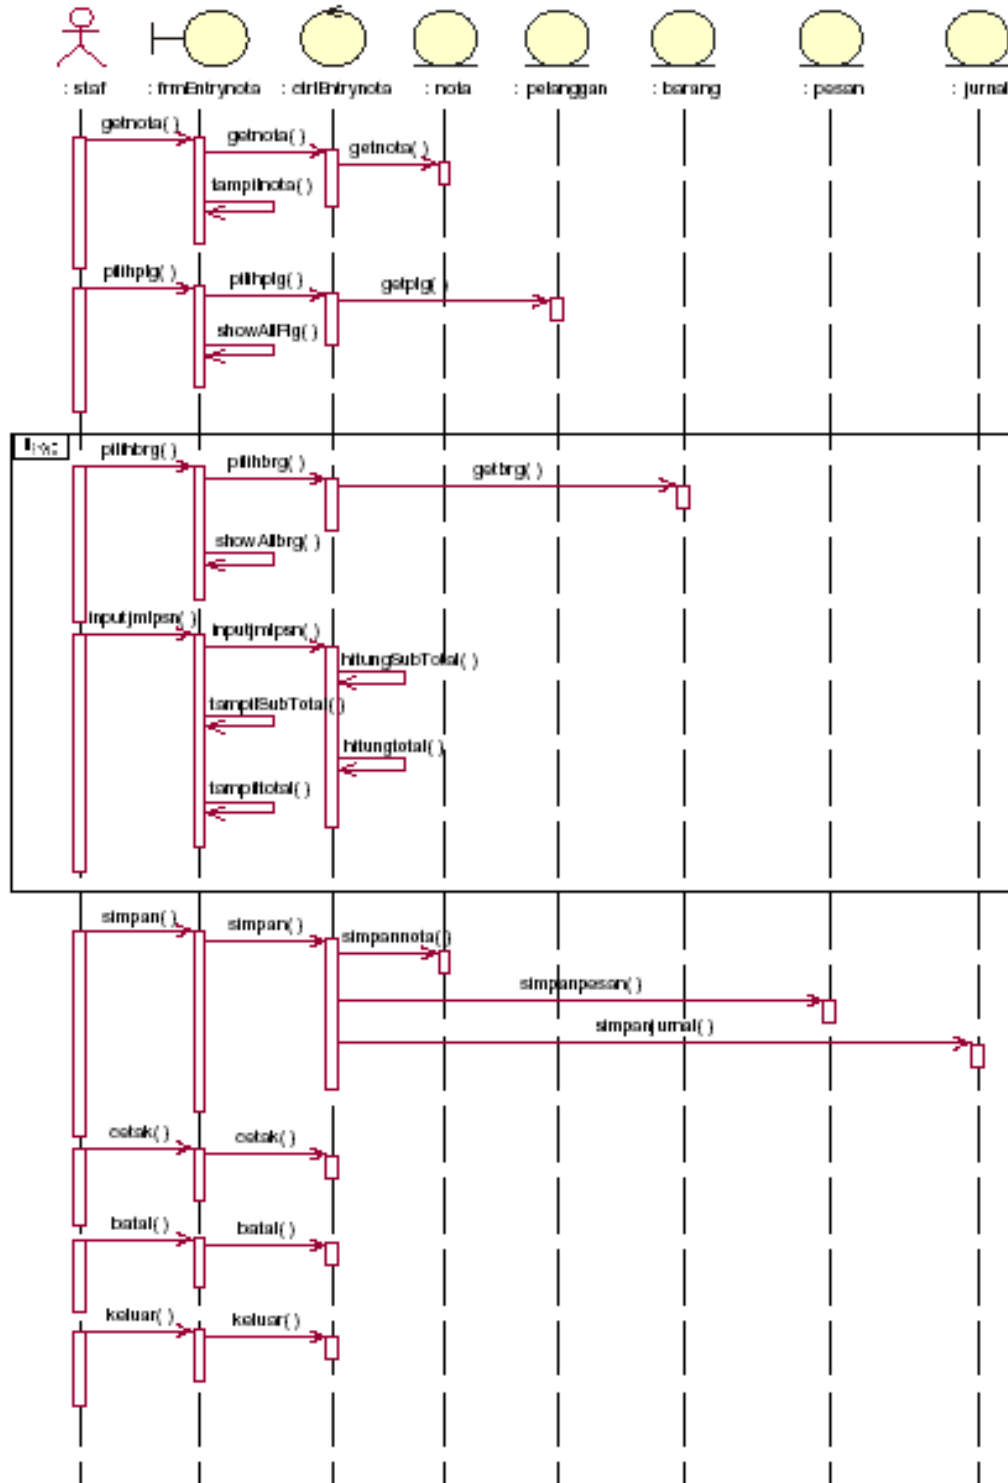 : staf : frmEntrynota : ctrlEntrynota : nota : pelanggan : barang : pesan : jurnal
getnota( )
getnota( )
getnota( )
tampilnota( )
pilihplg( )
pilihplg( )
getplg( )
showAllPlg( )
pilihbrg( )
pilihbrg( )
getbrg( )
showAllbrg( )
inputjmlpsn( )
inputjmlpsn( )
hitungSubTotal( )
tampilSubTotal( )
hitungtotal( )
tampiltotal( )
simpan( )
simpan( )
simpannota( )
simpanpesan( )
simpanjurnal( )
cetak( )
cetak( )
batal( )
batal( )
keluar( )
keluar( )